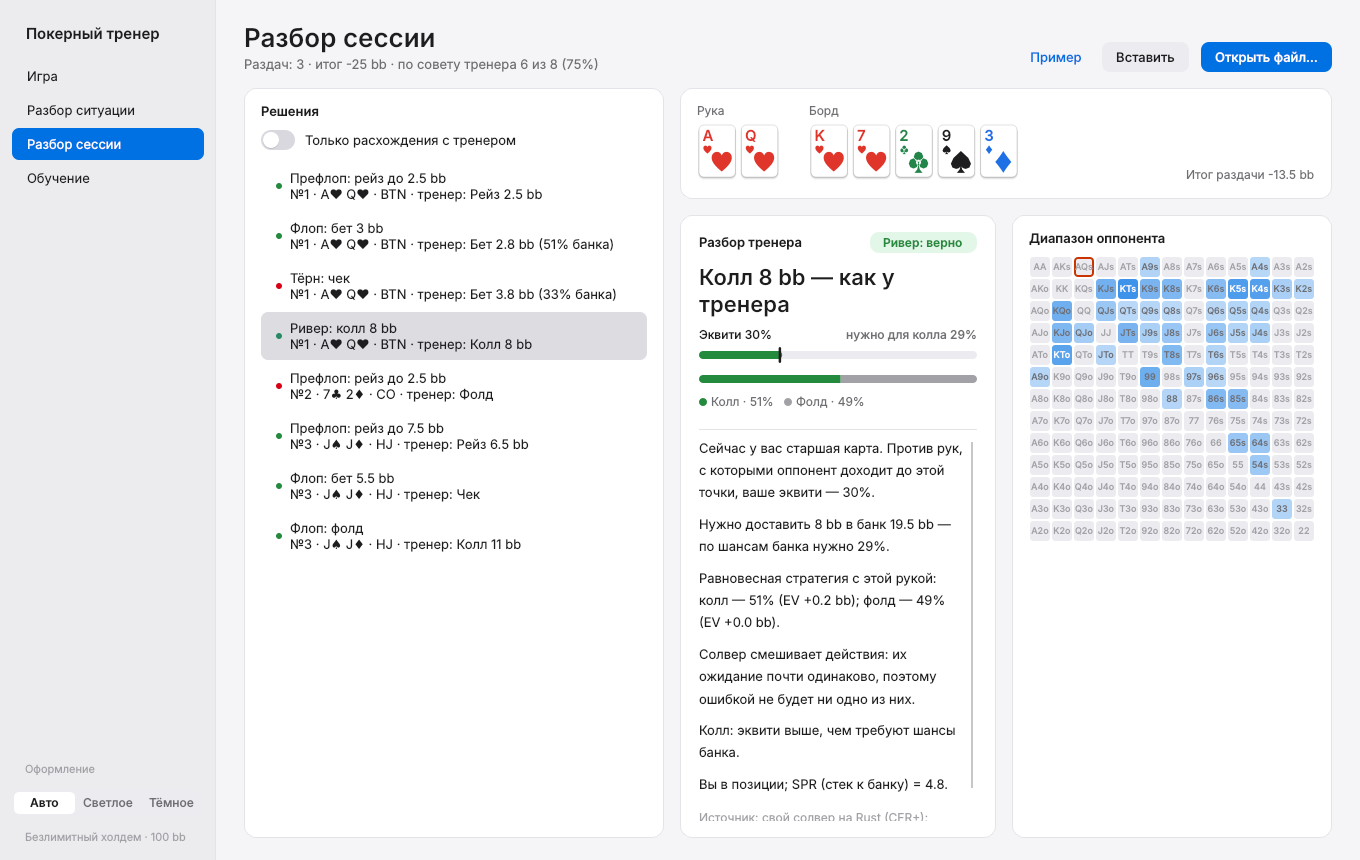 Покерный тренер
Игра
Разбор ситуации
Разбор сессии
Обучение
Оформление
Авто Светлое Тёмное
Безлимитный холдем · 100 bb
Разбор сессии
Раздач: 3 · итог -25 bb · по совету тренера 6 из 8 (75%)
Пример Вставить Открыть файл...
Решения
Только расхождения с тренером
Префлоп: рейз до 2.5 bb
№1 · A♥ Q♥ · BTN · тренер: Рейз 2.5 bb
Флоп: бет 3 bb
№1 · A♥ Q♥ · BTN · тренер: Бет 2.8 bb (51% банка)
Тёрн: чек
№1 · A♥ Q♥ · BTN · тренер: Бет 3.8 bb (33% банка)
Ривер: колл 8 bb
№1 · A♥ Q♥ · BTN · тренер: Колл 8 bb
Префлоп: рейз до 2.5 bb
№2 · 7♣ 2♦ · CO · тренер: Фолд
Префлоп: рейз до 7.5 bb
№3 · J♠ J♦ · HJ · тренер: Рейз 6.5 bb
Флоп: бет 5.5 bb
№3 · J♠ J♦ · HJ · тренер: Чек
Флоп: фолд
№3 · J♠ J♦ · HJ · тренер: Колл 11 bb
Рука Борд
A Q K 7 2 9 3
Итог раздачи -13.5 bb
Разбор тренера Ривер: верно
Колл 8 bb — как у
тренера
Эквити 30% нужно для колла 29%
Колл · 51% Фолд · 49%
Сейчас у вас старшая карта. Против рук,
с которыми оппонент доходит до этой
точки, ваше эквити — 30%.
Нужно доставить 8 bb в банк 19.5 bb —
по шансам банка нужно 29%.
Равновесная стратегия с этой рукой:
колл — 51% (EV +0.2 bb); фолд — 49%
(EV +0.0 bb).
Солвер смешивает действия: их
ожидание почти одинаково, поэтому
ошибкой не будет ни одно из них.
Колл: эквити выше, чем требуют шансы
банка.
Вы в позиции; SPR (стек к банку) = 4.8.
Источник: свой солвер на Rust (CFR+);
Диапазон оппонента
AA AKs AQs AJs ATs A9s A8s A7s A6s A5s A4s A3s A2s
AKo KK KQs KJs KTs K9s K8s K7s K6s K5s K4s K3s K2s
AQo KQo QQ QJs QTs Q9s Q8s Q7s Q6s Q5s Q4s Q3s Q2s
AJo KJo QJo JJ JTs J9s J8s J7s J6s J5s J4s J3s J2s
ATo KTo QTo JTo TT T9s T8s T7s T6s T5s T4s T3s T2s
A9o K9o Q9o J9o T9o 99 98s 97s 96s 95s 94s 93s 92s
A8o K8o Q8o J8o T8o 98o 88 87s 86s 85s 84s 83s 82s
A7o K7o Q7o J7o T7o 97o 87o 77 76s 75s 74s 73s 72s
A6o K6o Q6o J6o T6o 96o 86o 76o 66 65s 64s 63s 62s
A5o K5o Q5o J5o T5o 95o 85o 75o 65o 55 54s 53s 52s
A4o K4o Q4o J4o T4o 94o 84o 74o 64o 54o 44 43s 42s
A3o K3o Q3o J3o T3o 93o 83o 73o 63o 53o 43o 33 32s
A2o K2o Q2o J2o T2o 92o 82o 72o 62o 52o 42o 32o 22